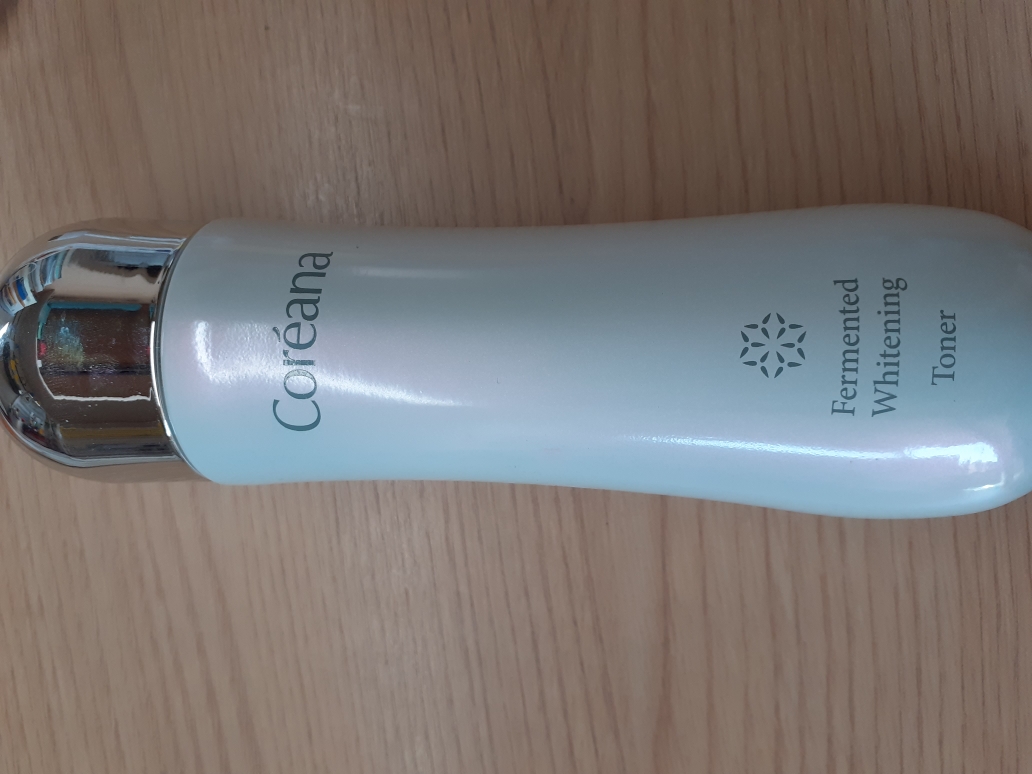 Coréana
Fermented
Whitening
Toner